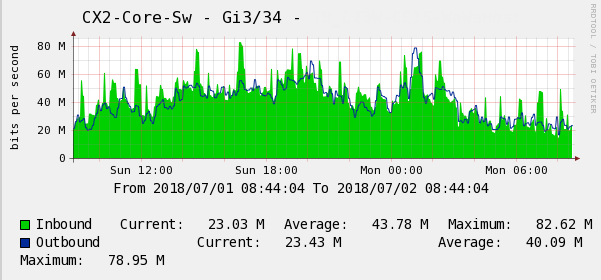 CX2-Core-Sw - Gi3/34 -
RRDTOOL / TOBI OETIKER
bits per second
80 M
60 M
40 M
20 M
0
Sun 12:00 Sun 18:00 Mon 00:00 Mon 06:00
From 2018/07/01 08:44:04 To 2018/07/02 08:44:04
Inbound Current: 23.03 M Average: 43.78 M Maximum: 82.62 M
Outbound Current: 23.43 M Average: 40.09 M
Maximum: 78.95 M